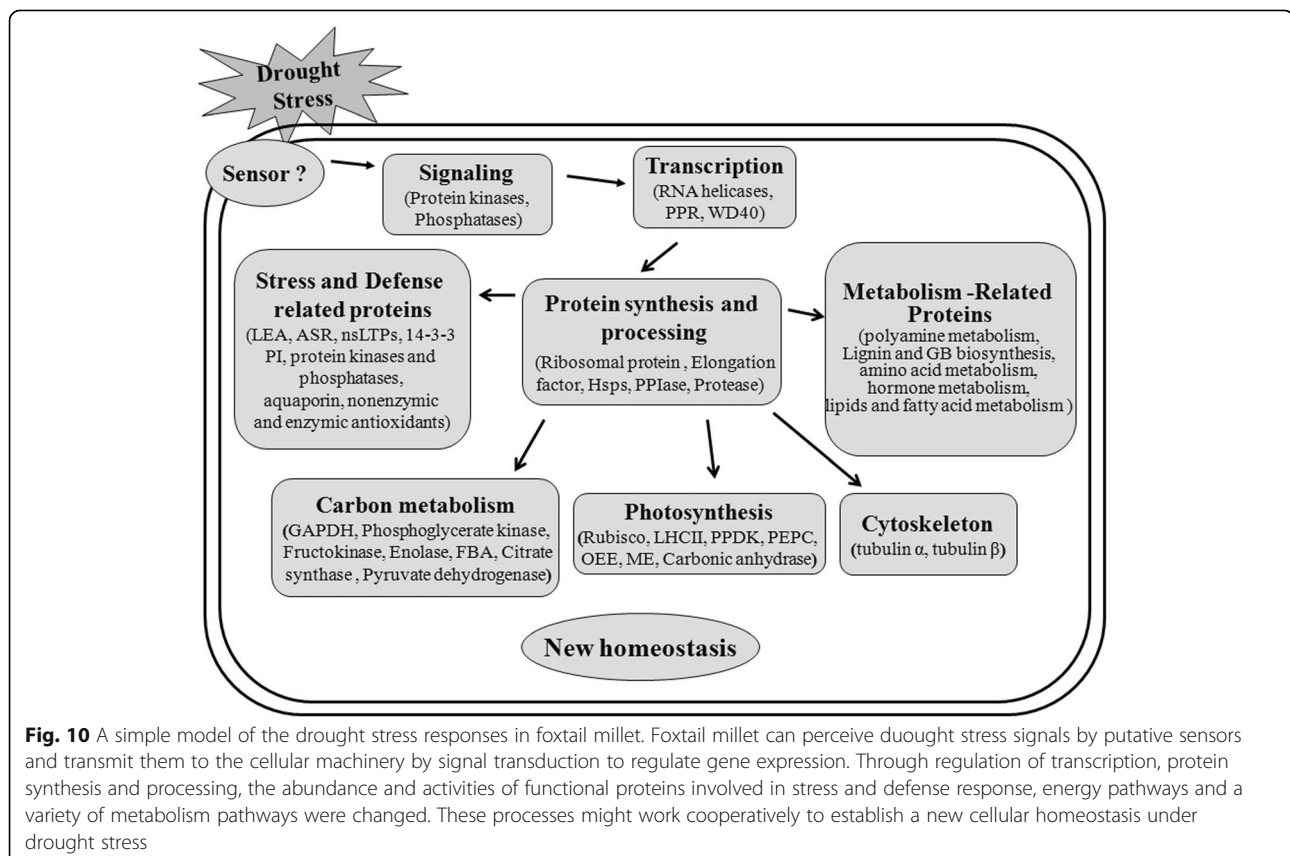 Drought
Stress
Sensor ?
Signaling
(Protein kinases,
Phosphatases)
Transcription
(RNA helicases,
PPR, WD40)
Stress and Defense
related proteins
(LEA, ASR, nsLTPs, 14-3-3
PI, protein kinases and
phosphatases,
aquaporin, nonenzymic
and enzymic antioxidants)
Protein synthesis and
processing
(Ribosomal protein , Elongation
factor, Hsps, PPIase, Protease)
Metabolism -Related
Proteins
(polyamine metabolism,
Lignin and GB biosynthesis,
amino acid metabolism,
hormone metabolism,
lipids and fatty acid metabolism )
Carbon metabolism
(GAPDH, Phosphoglycerate kinase,
Fructokinase, Enolase, FBA, Citrate
synthase , Pyruvate dehydrogenase)
Photosynthesis
(Rubisco, LHCII, PPDK, PEPC,
OEE, ME, Carbonic anhydrase)
Cytoskeleton
(tubulin α, tubulin β)
New homeostasis
Fig. 10 A simple model of the drought stress responses in foxtail millet. Foxtail millet can perceive duought stress signals by putative sensors
and transmit them to the cellular machinery by signal transduction to regulate gene expression. Through regulation of transcription, protein
synthesis and processing, the abundance and activities of functional proteins involved in stress and defense response, energy pathways and a
variety of metabolism pathways were changed. These processes might work cooperatively to establish a new cellular homeostasis under
drought stress